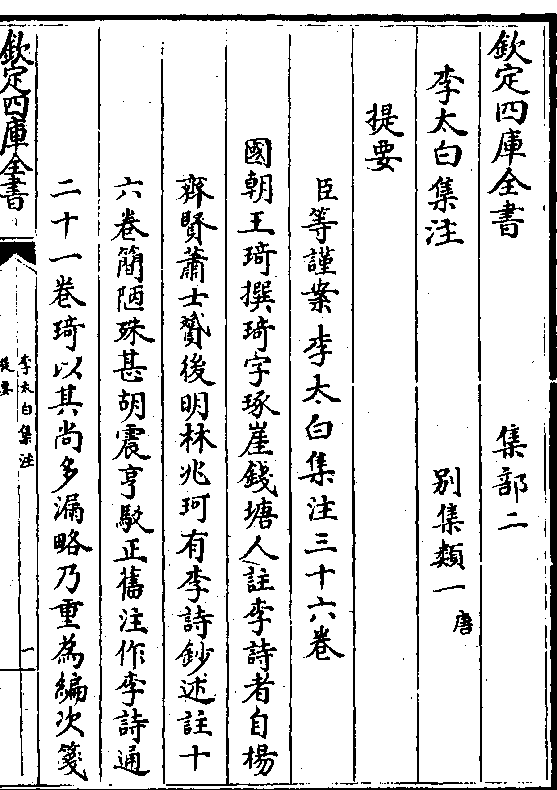 欽定四庫全書　集部二
李太白集注　別集類一唐
提要
臣等謹案李太白集注三十六卷
國朝王琦撰琦字琢崖錢塘人註李詩者自楊
齊賢蕭士贇後明林兆珂有李詩鈔述註十
六卷簡陋殊甚胡震亨駁正舊注作李詩通
二十一卷琦以其尚多漏略乃重為編次箋
欽定四庫全書
李太白集注
提要
一